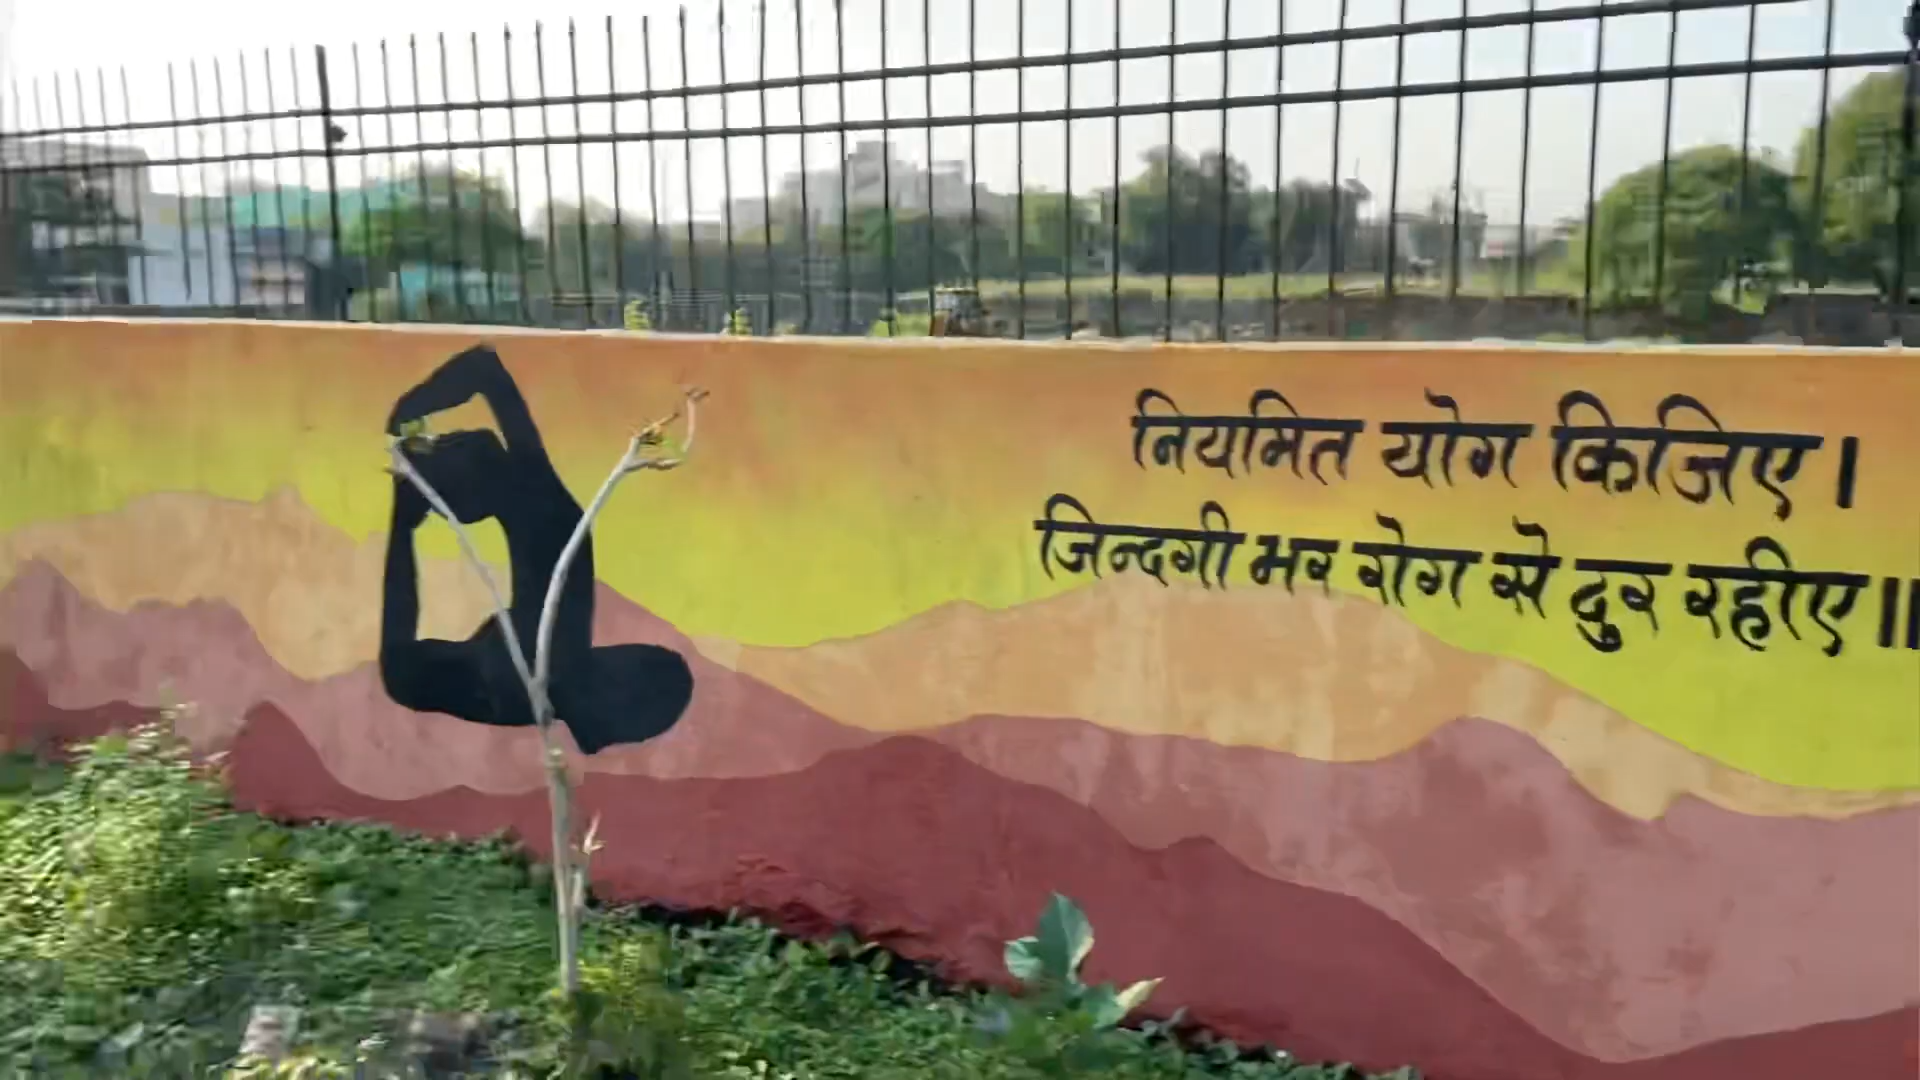 नियमित योग किजिए।
जिन्दगी भर रोग से दुर रहीए॥